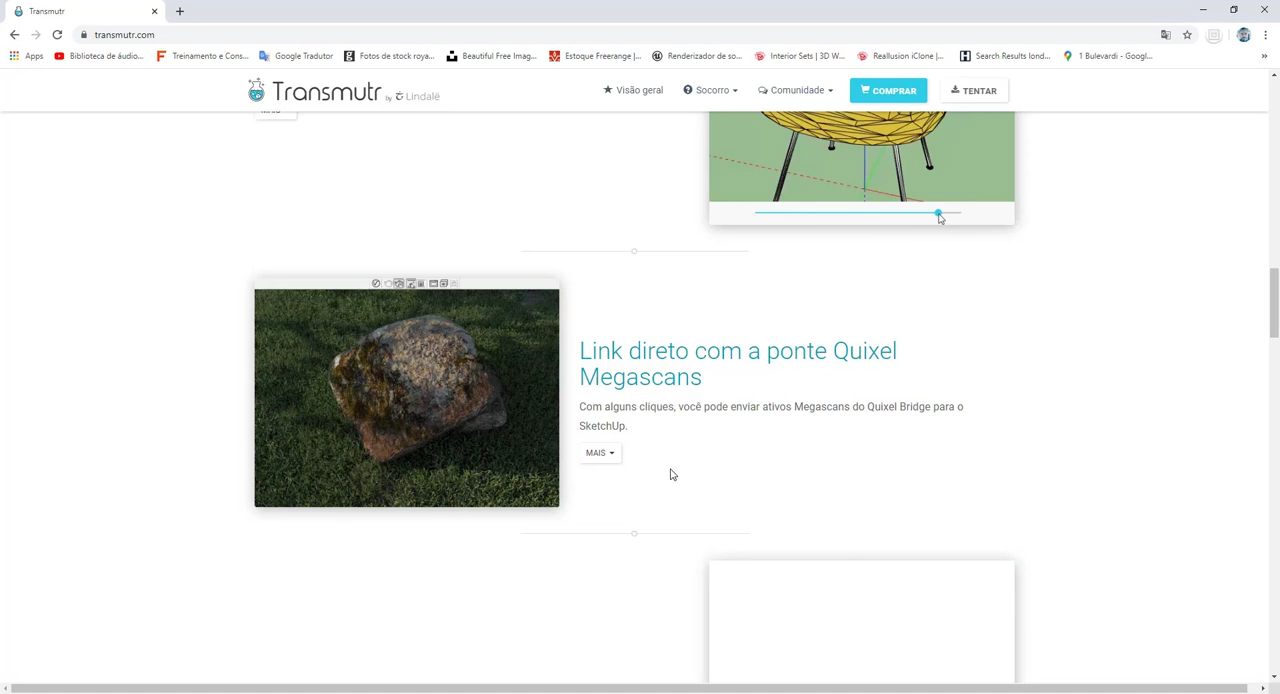 Transmutr
transmutr.com
Apps
Biblioteca de áudio...
Treinamento e Cons...
Google Tradutor
Fotos de stock roya...
Beautiful Free Imag...
Estoque Freerange |...
Renderizador de so...
Interior Sets | 3D W...
Reallusion iClone |...
Search Results lond...
1 Bulevardi - Googl...
Transmutr by Lindalë
Visão geral
Socorro
Comunidade
COMPRAR
TENTAR
Link direto com a ponte Quixel
Megascans
Com alguns cliques, você pode enviar ativos Megascans do Quixel Bridge para o
SketchUp.
MAIS